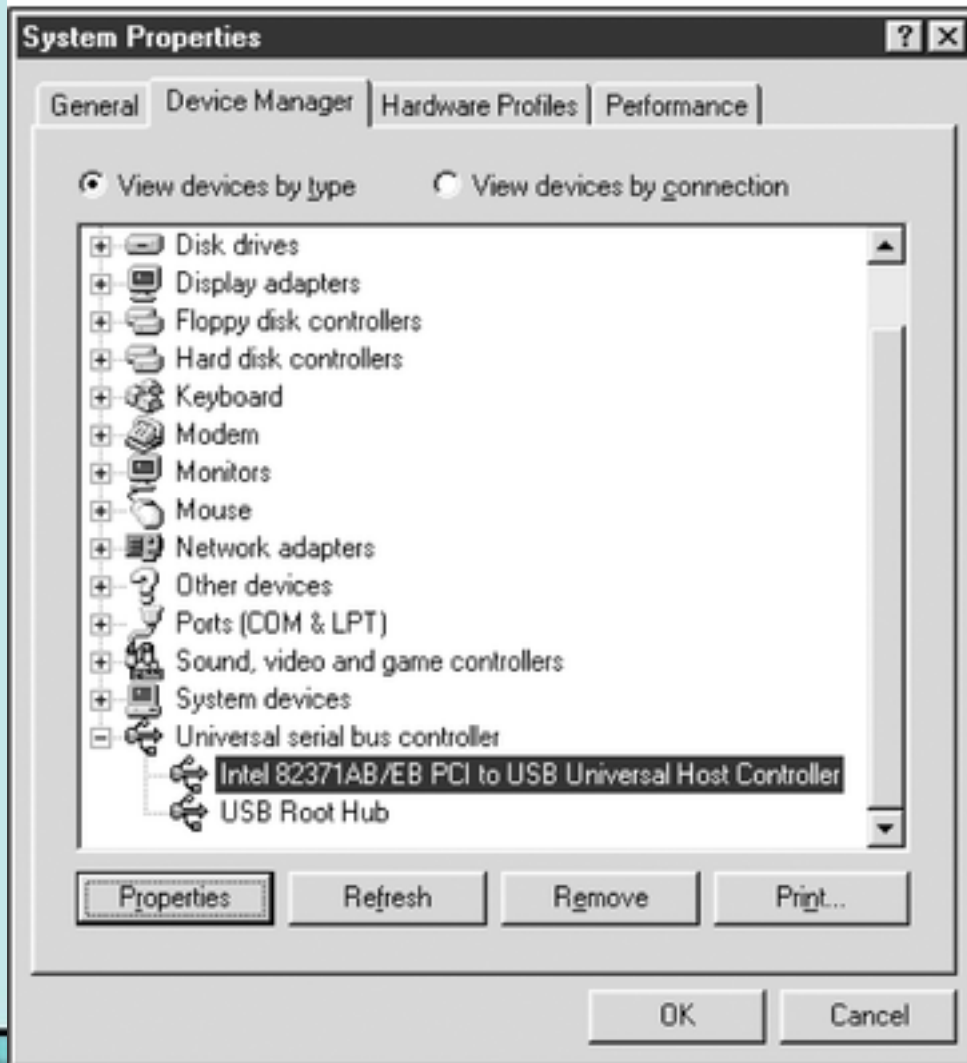 System Properties
General Device Manager Hardware Profiles Performance
View devices by type View devices by connection
Disk drives
Display adapters
Floppy disk controllers
Hard disk controllers
Keyboard
Modem
Monitors
Mouse
Network adapters
Other devices
Ports (COM & LPT)
Sound, video and game controllers
System devices
Universal serial bus controller
Intel 82371AB/EB PCI to USB Universal Host Controller
USB Root Hub
Properties Refresh Remove Print...
OK Cancel